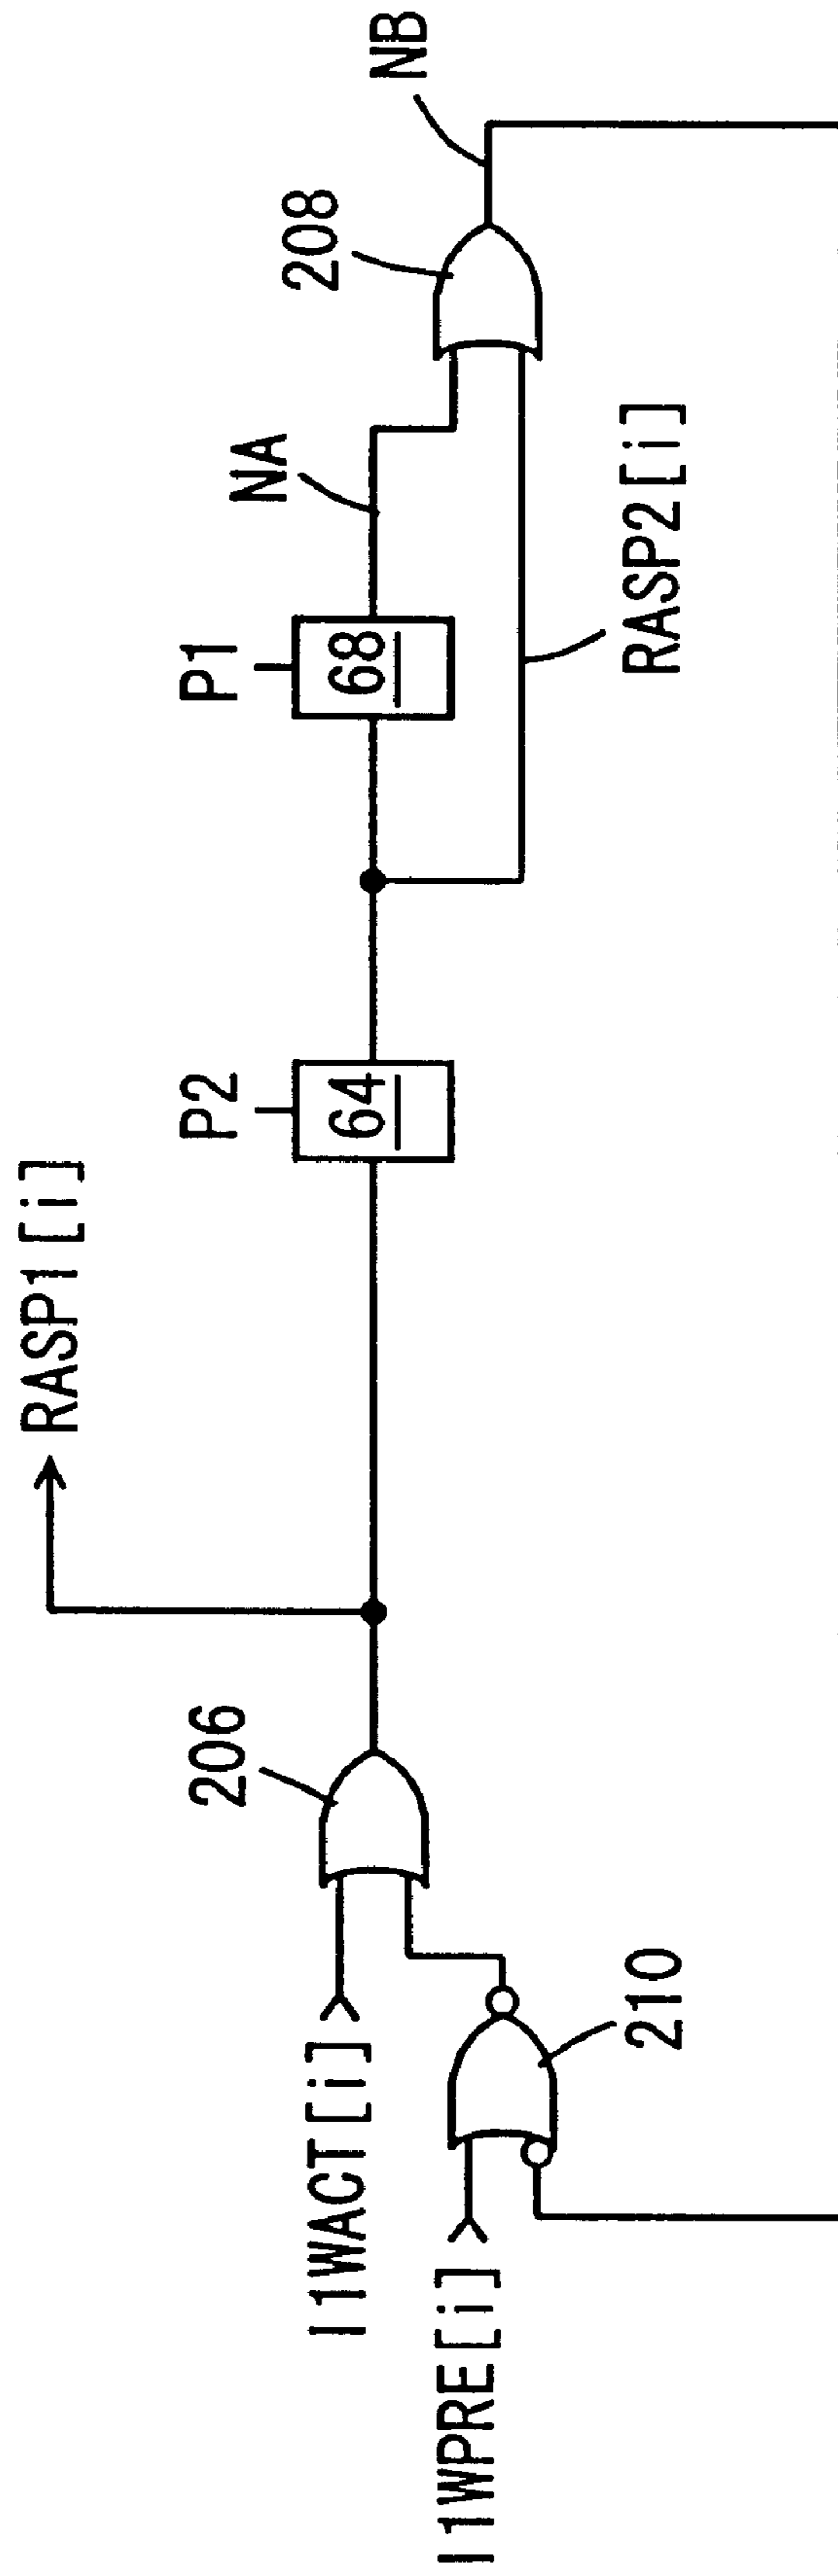 RASP1[i]
206
P2
64
P1
68
NA
208
NB
I1WACT[i]
I1WPRE[i]
210
RASP2[i]